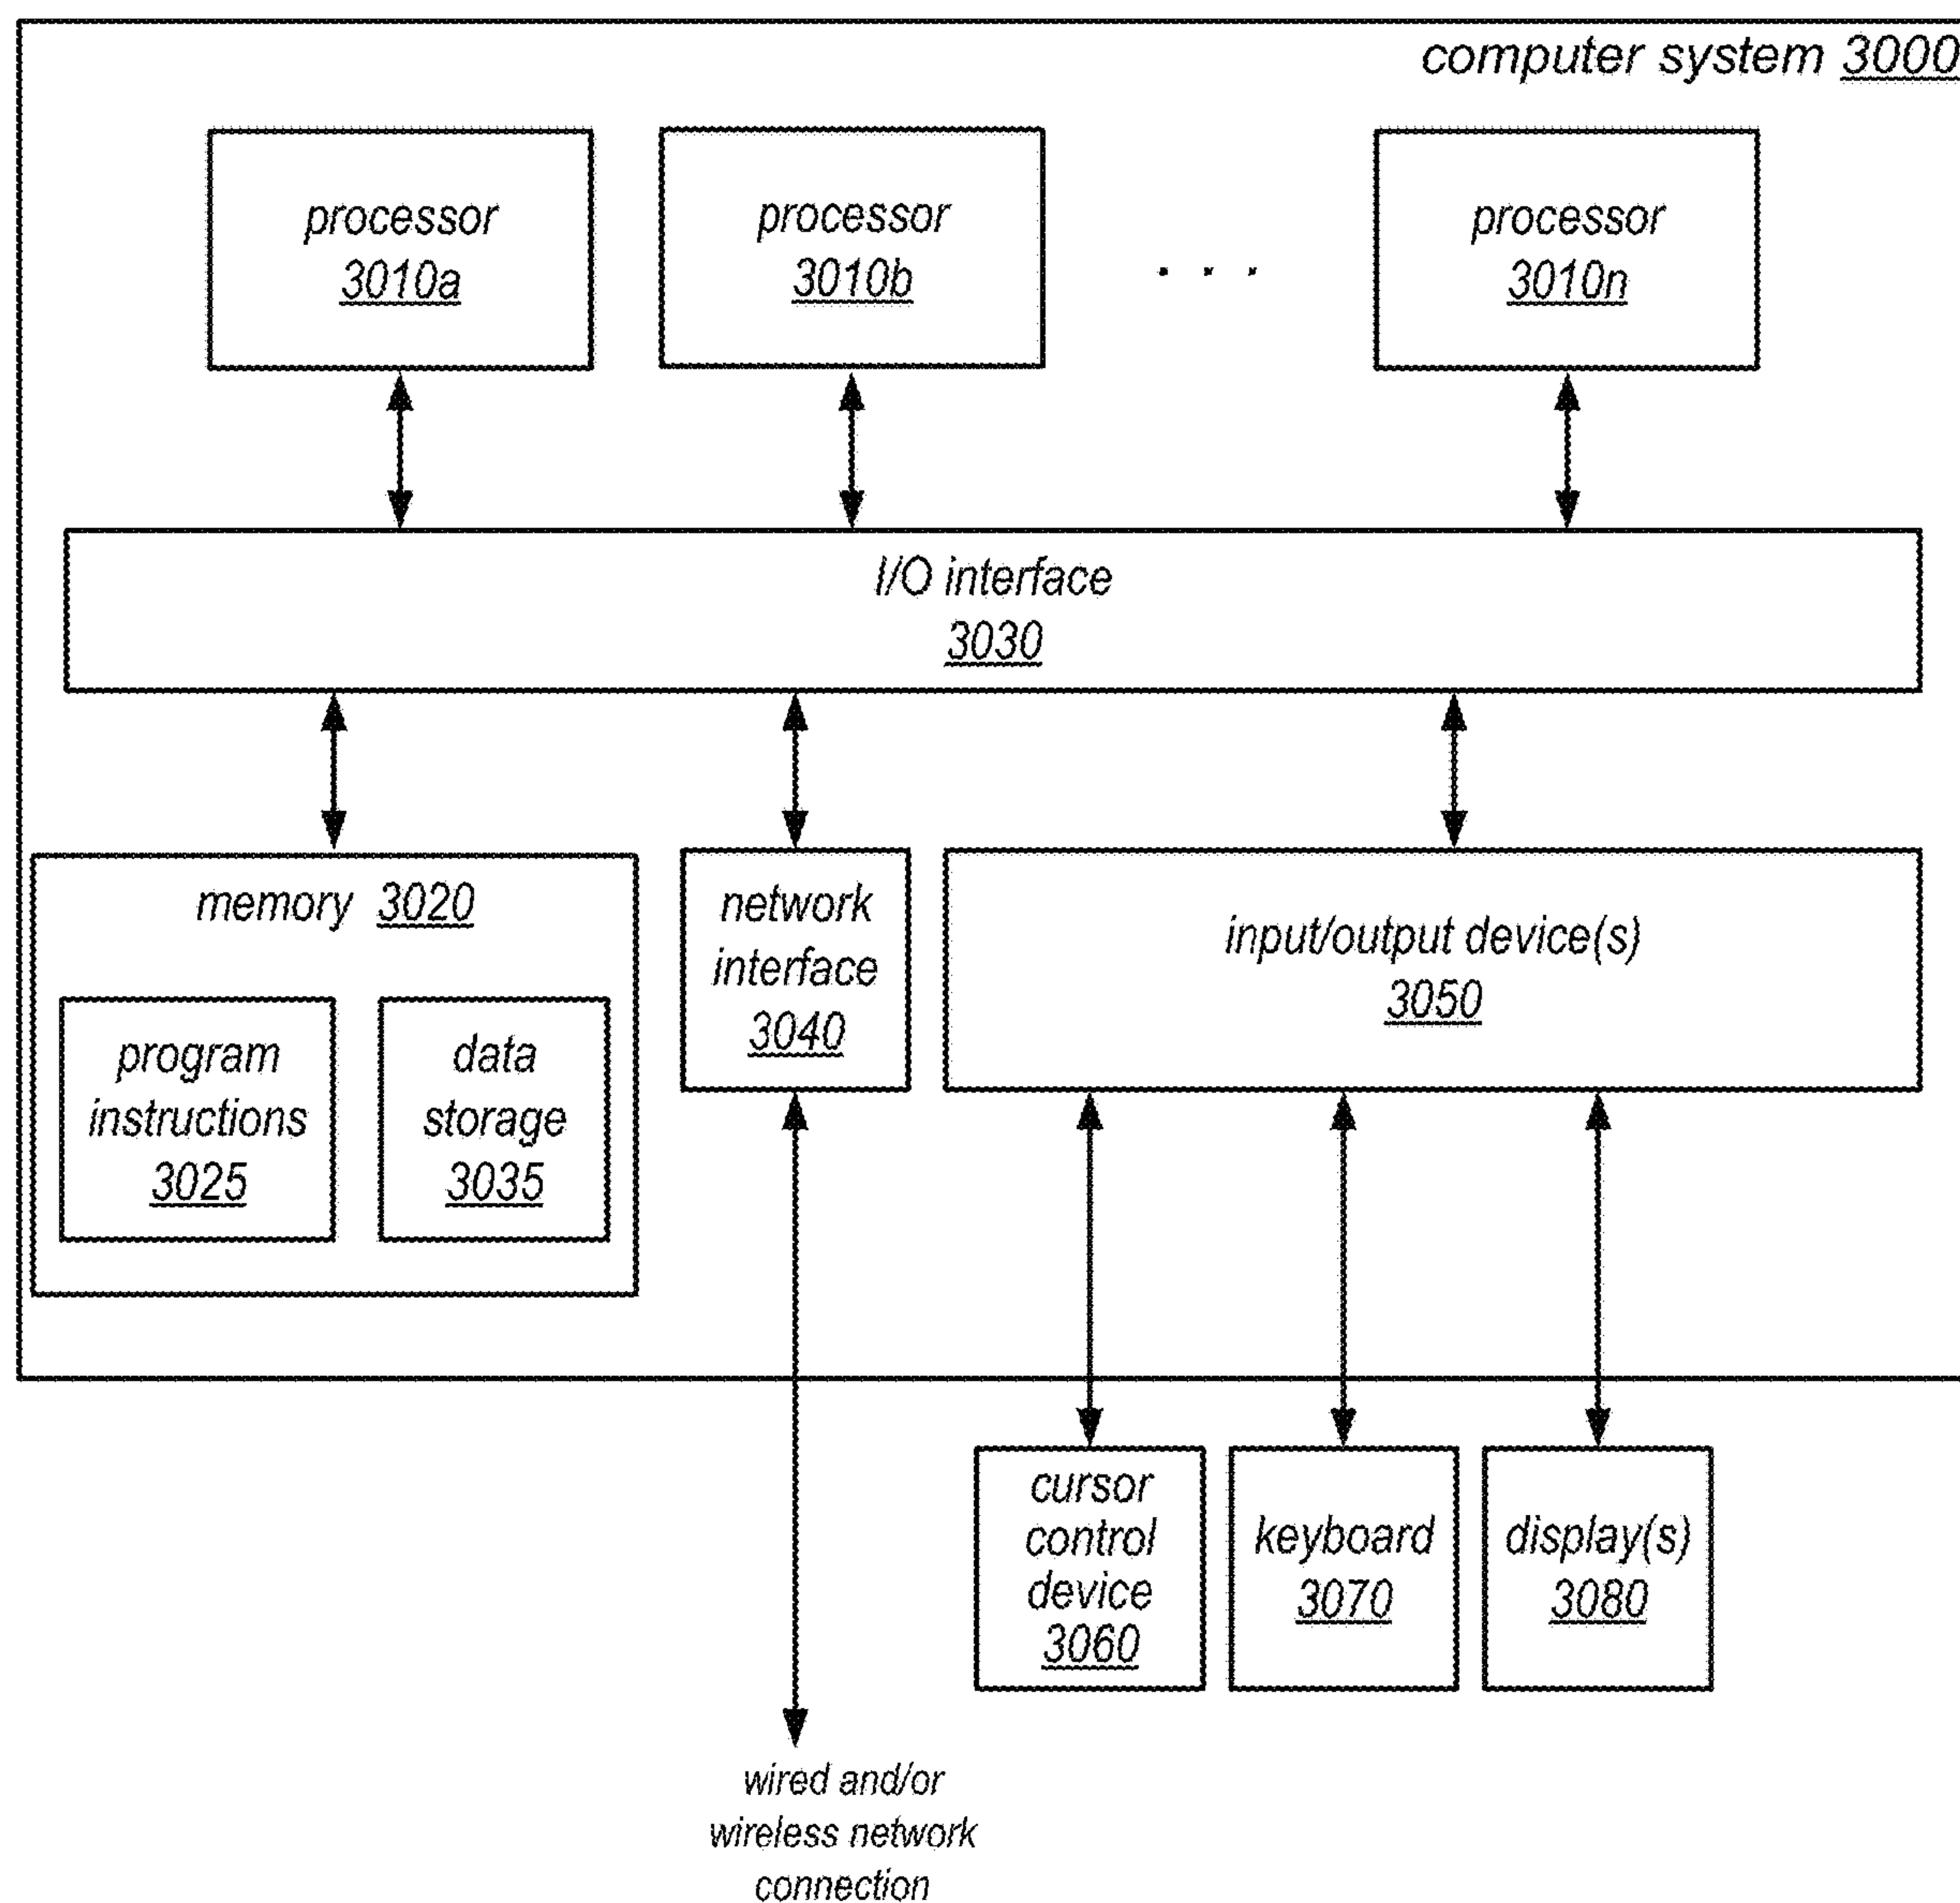 computer system 3000
processor
3010a
processor
3010b
. . .
processor
3010n
I/O interface
3030
memory 3020
program
instructions
3025
data
storage
3035
network
interface
3040
input/output device(s)
3050
cursor
control
device
3060
keyboard
3070
display(s)
3080
wired and/or
wireless network
connection